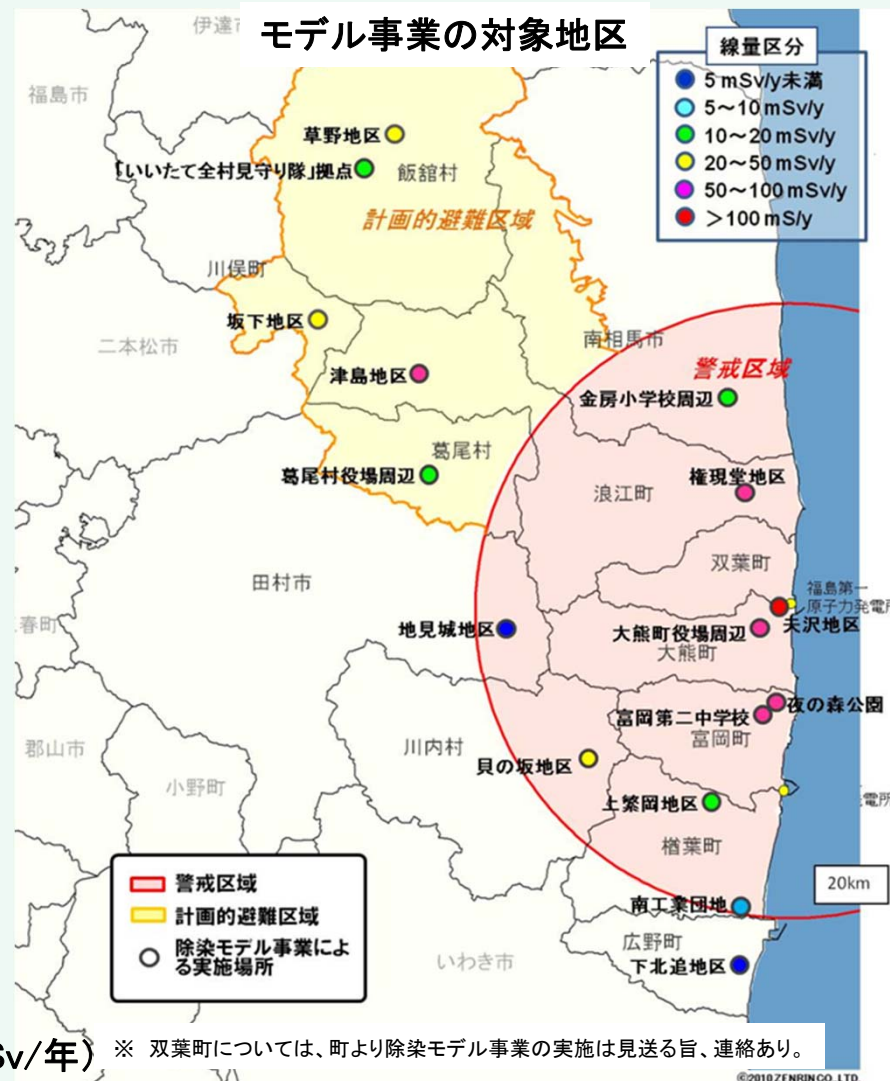 モデル事業の対象地区
線量区分
5 mSv/y未満
5～10 mSv/y
10～20 mSv/y
20～50 mSv/y
50～100 mSv/y
＞100 mS/y
伊達市
福島市
草野地区
「いいたて全村見守り隊」拠点
飯舘村
計画的避難区域
川俣町
坂下地区
二本松市
津島地区
南相馬市
警戒区域
金房小学校周辺
葛尾村
葛尾村役場周辺
浪江町
権現堂地区
双葉町
田村市
福島第一
原子力発電所
春町
地見城地区
大熊町役場周辺
夫沢地区
大熊町
夜の森公園
富岡第二中学校
富岡町
郡山市
川内村
貝の坂地区
小野町
上繁岡地区
電所
楢葉町
20km
警戒区域
計画的避難区域
除染モデル事業によ
る実施場所
南工業団地
広野町
いわき市
下北迫地区
Sv/年）
※ 双葉町については、町より除染モデル事業の実施は見送る旨、連絡あり。
©2010 ZENRIN CO., LTD.